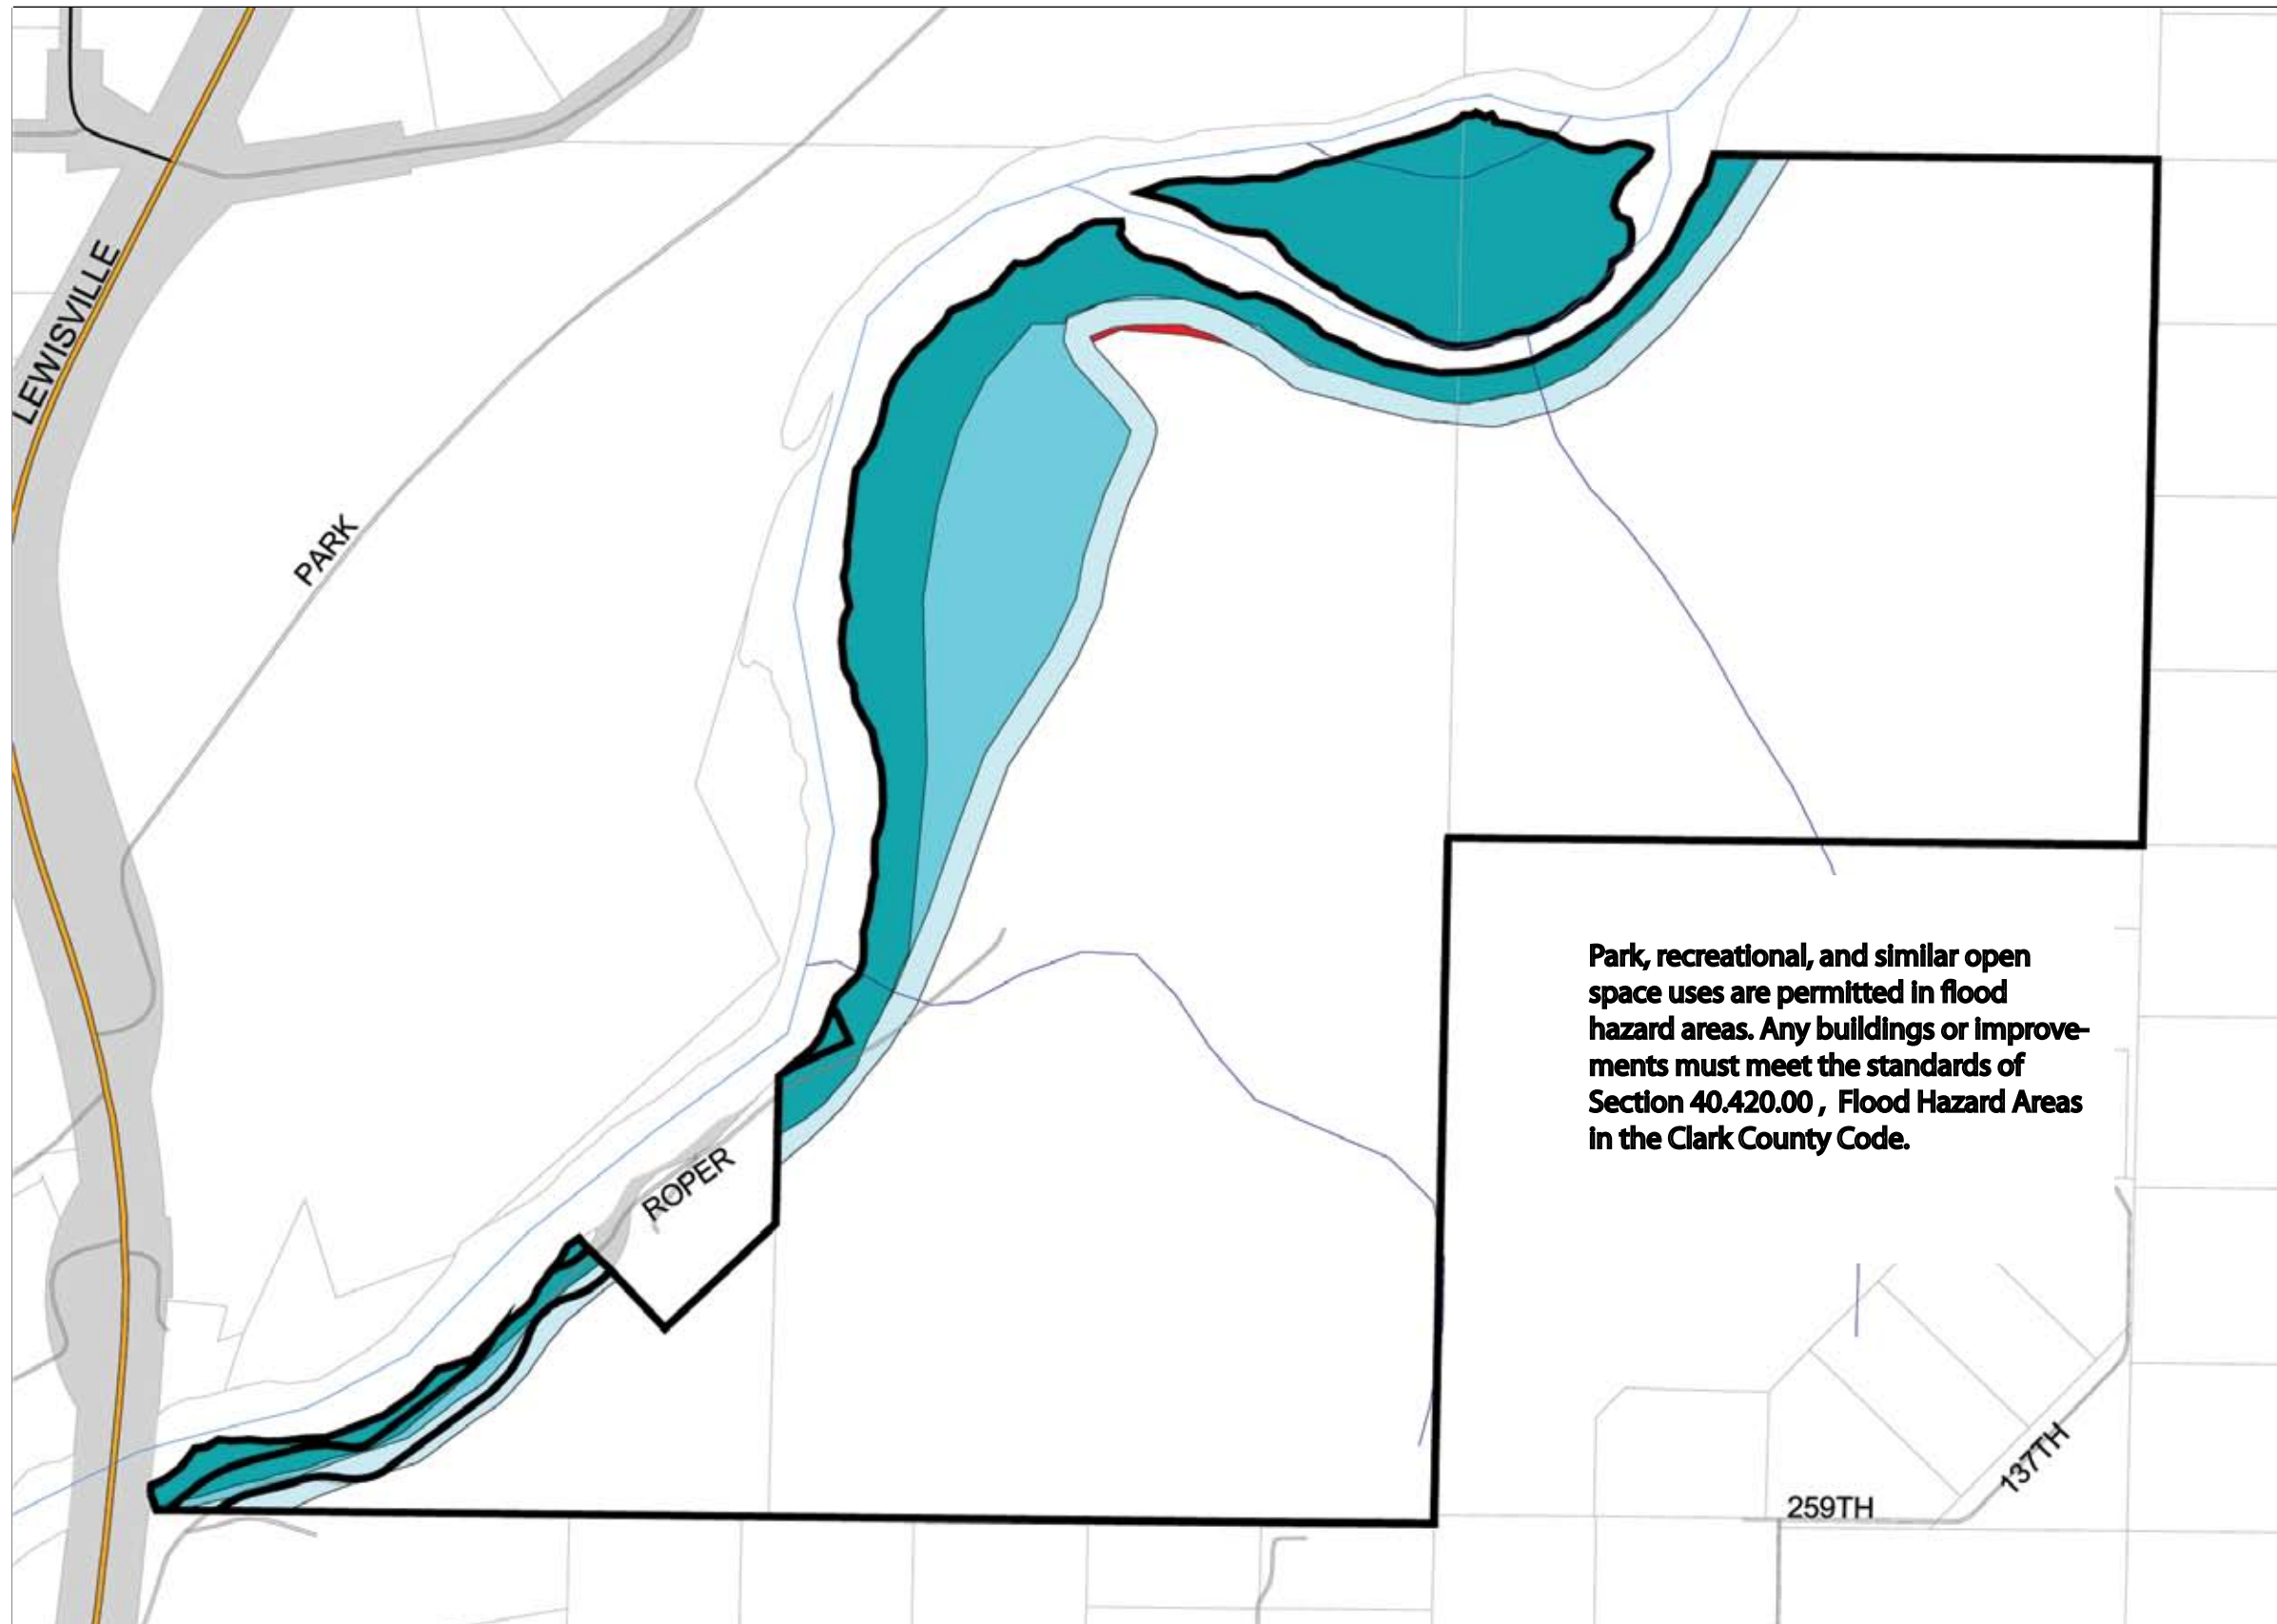 LEWISVILLE
PARK
Park, recreational, and similar open
space uses are permitted in flood
hazard areas. Any buildings or improve-
ments must meet the standards of
Section 40.420.00 , Flood Hazard Areas
in the Clark County Code.
ROPER
137TH
259TH